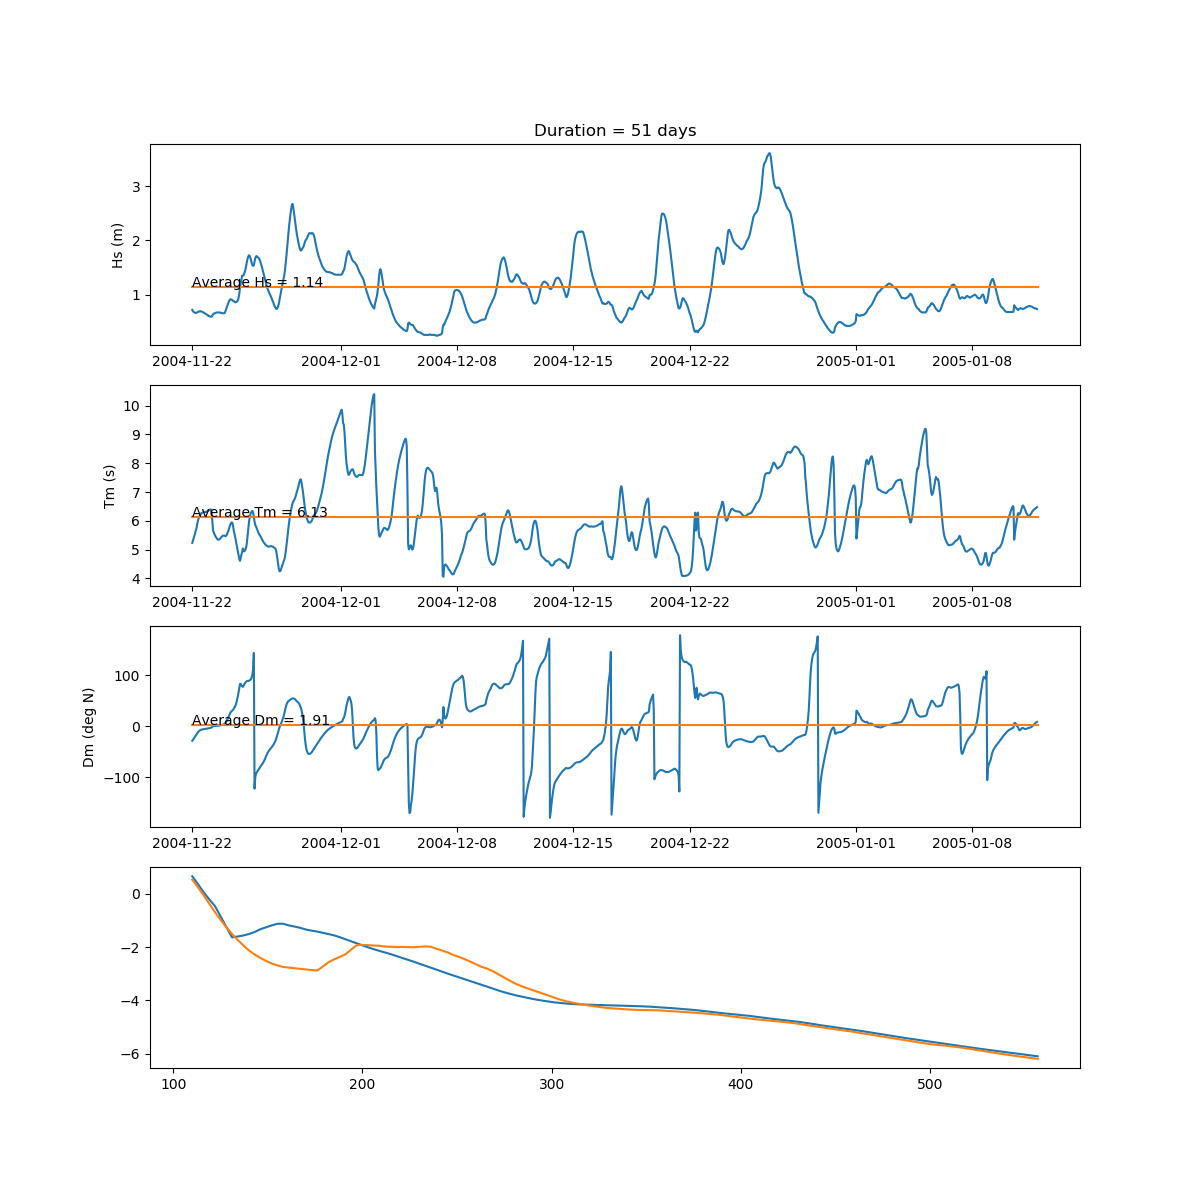 Duration = 51 days
Hs (m)
3
2
1
Average Hs = 1.14
2004-11-22 2004-12-01 2004-12-08 2004-12-15 2004-12-22 2005-01-01 2005-01-08
Tm (s)
10
9
8
7
6
5
4
Average Tm = 6.13
2004-11-22 2004-12-01 2004-12-08 2004-12-15 2004-12-22 2005-01-01 2005-01-08
Dm (deg N)
100
0
−100
Average Dm = 1.91
2004-11-22 2004-12-01 2004-12-08 2004-12-15 2004-12-22 2005-01-01 2005-01-08
0
−2
−4
−6
100 200 300 400 500